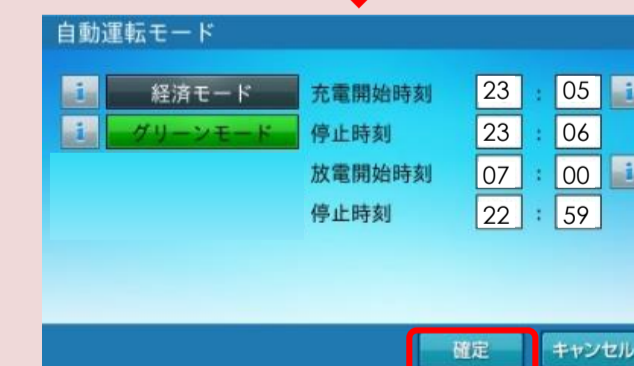 自動運転モード
i 経済モード 充電開始時刻 23 : 05 i
i グリーンモード 停止時刻 23 : 06
放電開始時刻 07 : 00 i
停止時刻 22 : 59
確定 キャンセル